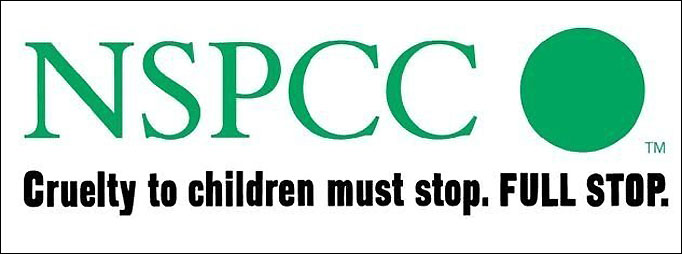 NSPCC
TM
Cruelty to children must stop. FULL STOP.